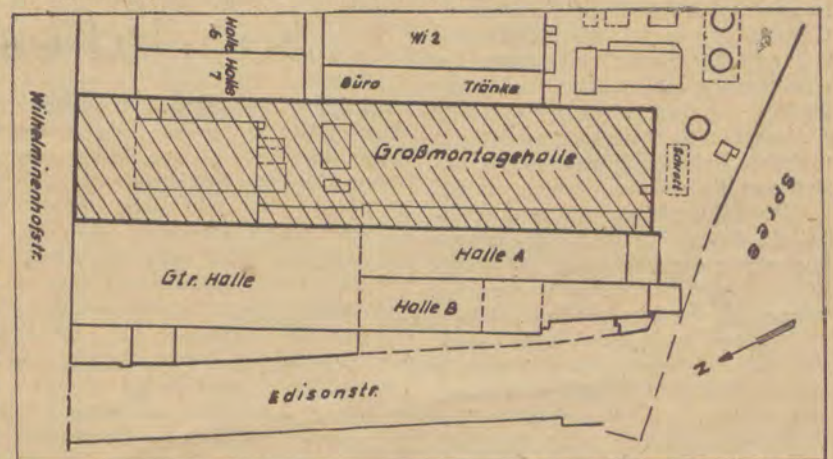 Halle 6
Halle 7
Wi 2
Büro
Tränke
Großmontagehalle
Schrott
Spree
Wilhelminenhofstr.
Halle A
Gtr. Halle
Halle B
N
Edisonstr.